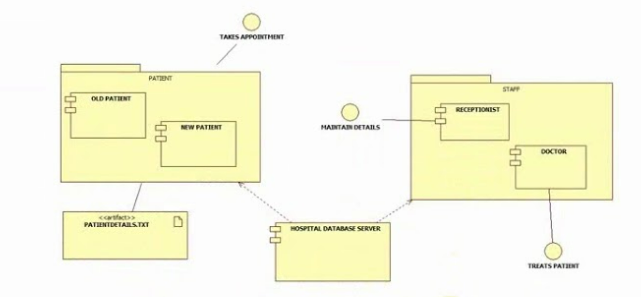 TAKES APPOINTMENT
PATIENT
OLD PATIENT
NEW PATIENT
STAFF
RECEPTIONIST
MAINTAIN DETAILS
DOCTOR
<<artifact>>
PATIENTDETAILS.TXT
HOSPITAL DATABASE SERVER
TREATS PATIENT